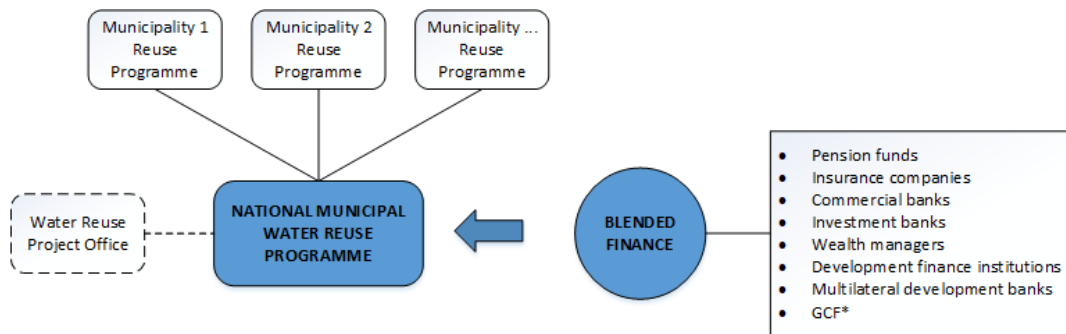 Municipality 1
Reuse
Programme
Municipality 2
Reuse
Programme
Municipality ...
Reuse
Programme
Water Reuse
Project Office
NATIONAL MUNICIPAL
WATER REUSE
PROGRAMME
BLENDED
FINANCE
• Pension funds
• Insurance companies
• Commercial banks
• Investment banks
• Wealth managers
• Development finance institutions
• Multilateral development banks
• GCF*